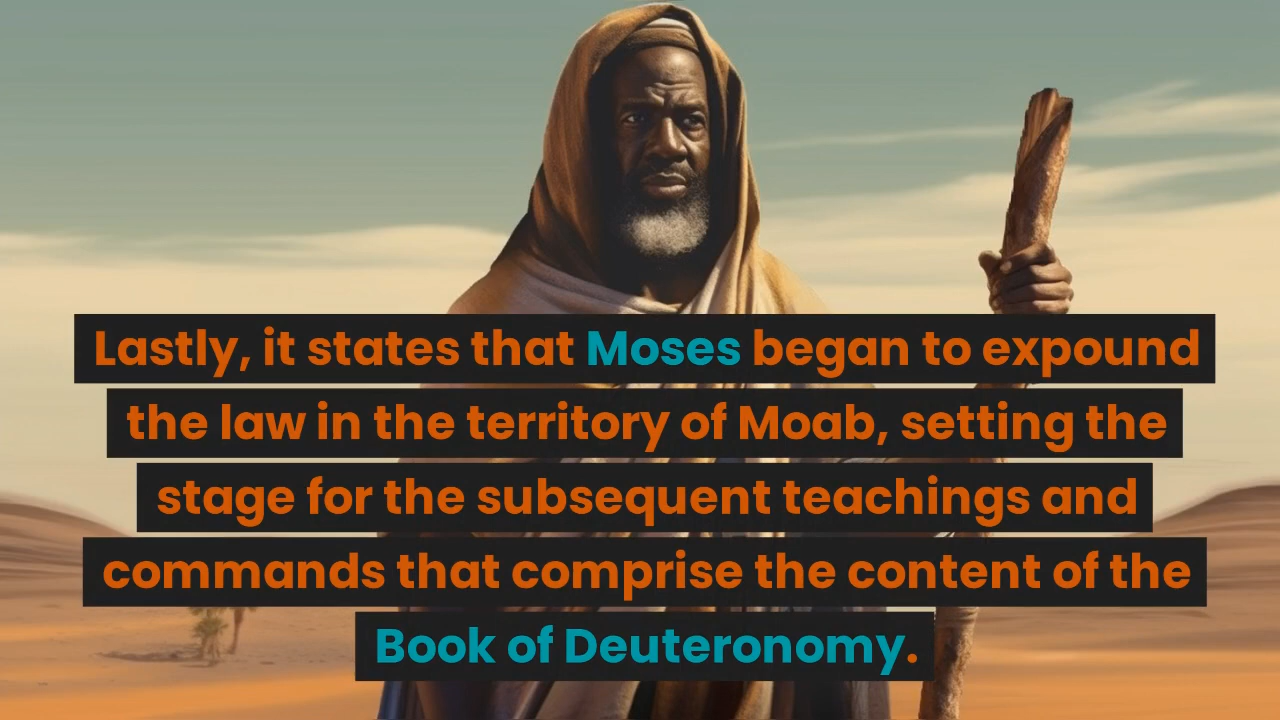 Lastly, it states that Moses began to expound
the law in the territory of Moab, setting the
stage for the subsequent teachings and
commands that comprise the content of the
Book of Deuteronomy.